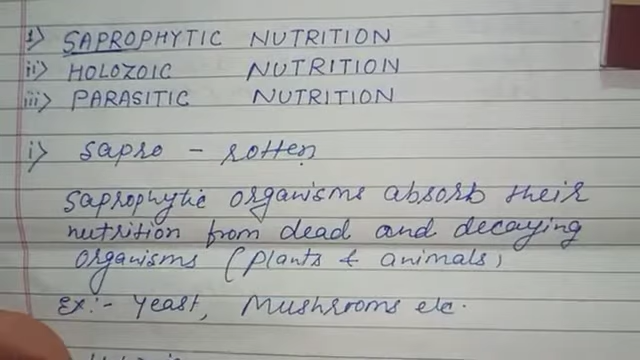 i) SAPROPHYTIC NUTRITION
ii) HOLOZOIC NUTRITION
iii) PARASITIC NUTRITION
i) Sapro - rotten
Saprophytic organisms absorb their
nutrition from dead and decaying
organisms (plants & animals)
Ex:- Yeast, Mushrooms etc.